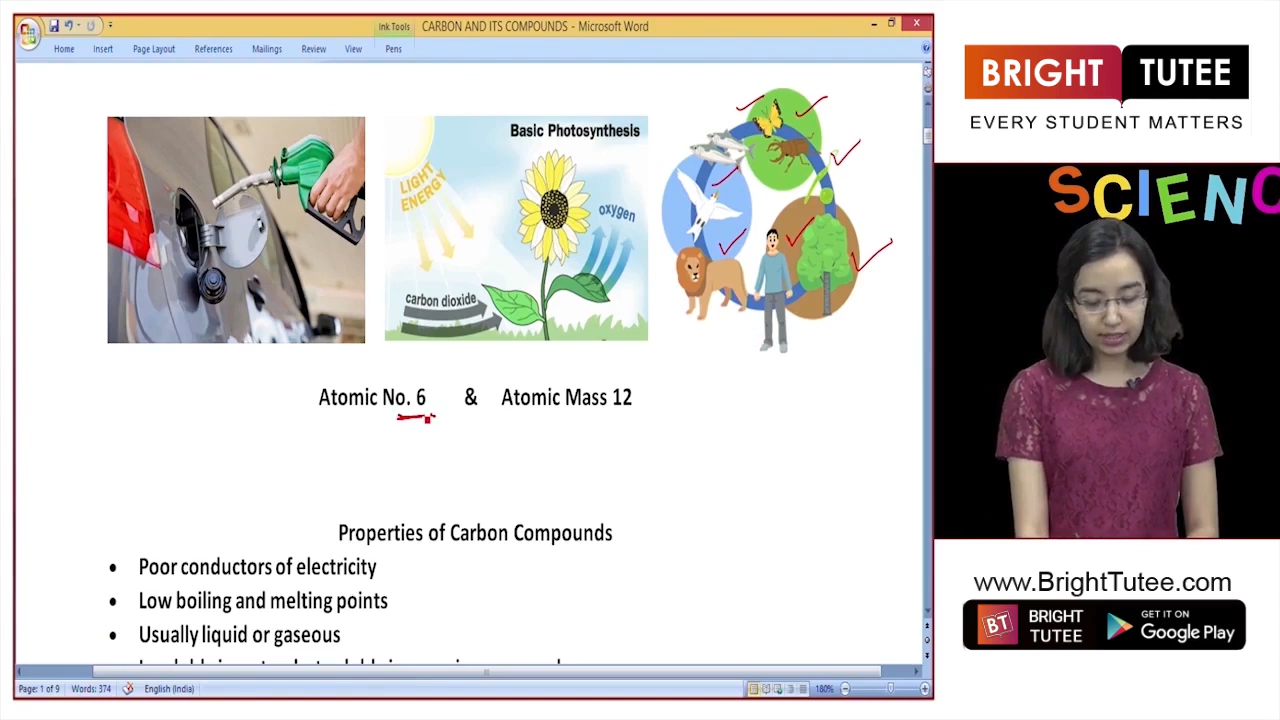 Ink Tools
CARBON AND ITS COMPOUNDS - Microsoft Word
Home Insert Page Layout References Mailings Review View Pens
Basic Photosynthesis
LIGHT
ENERGY
oxygen
carbon dioxide
Atomic No. 6 & Atomic Mass 12
Properties of Carbon Compounds
• Poor conductors of electricity
• Low boiling and melting points
• Usually liquid or gaseous
Page: 1 of 9 Words: 374 English (India) 180%
BRIGHT TUTEE
EVERY STUDENT MATTERS
SCIENC
www.BrightTutee.com
BT
BRIGHT
TUTEE
GET IT ON
Google Play